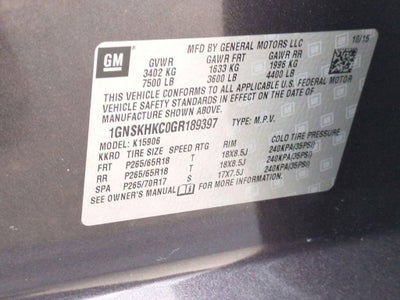 MFD BY GENERAL MOTORS LLC 10/15
GM GVWR GAWR FRT GAWR RR
3402 KG 1633 KG 1996 KG
7500 LB 3600 LB 4400 LB
THIS VEHICLE CONFORMS TO ALL APPLICABLE U.S. FEDERAL MOTOR
VEHICLE SAFETY STANDARDS IN EFFECT ON THE DATE OF
MANUFACTURE SHOWN ABOVE.
1GNSKHKC0GR189397 TYPE: M.P.V.
MODEL: K15906
TIRE SIZE SPEED RTG RIM COLD TIRE PRESSURE
KKRD P265/65R18 T 18X8.5J 240KPA(35PSI)
RR P265/65R18 T 18X8.5J 240KPA(35PSI)
SPA P265/70R17 S 17X7.5J 240KPA(35PSI)
SEE OWNER'S MANUAL FOR MORE INFORMATION.